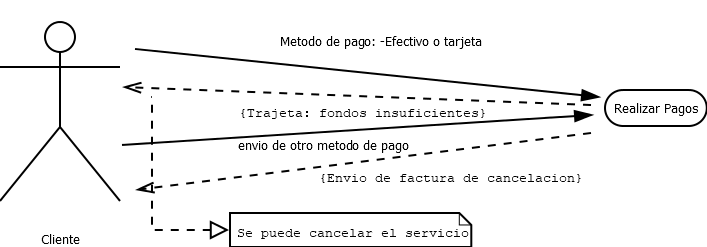 Metodo de pago: -Efectivo o tarjeta
Realizar Pagos
{Trajeta: fondos insuficientes}
envio de otro metodo de pago
{Envio de factura de cancelacion}
Se puede cancelar el servicio
Cliente